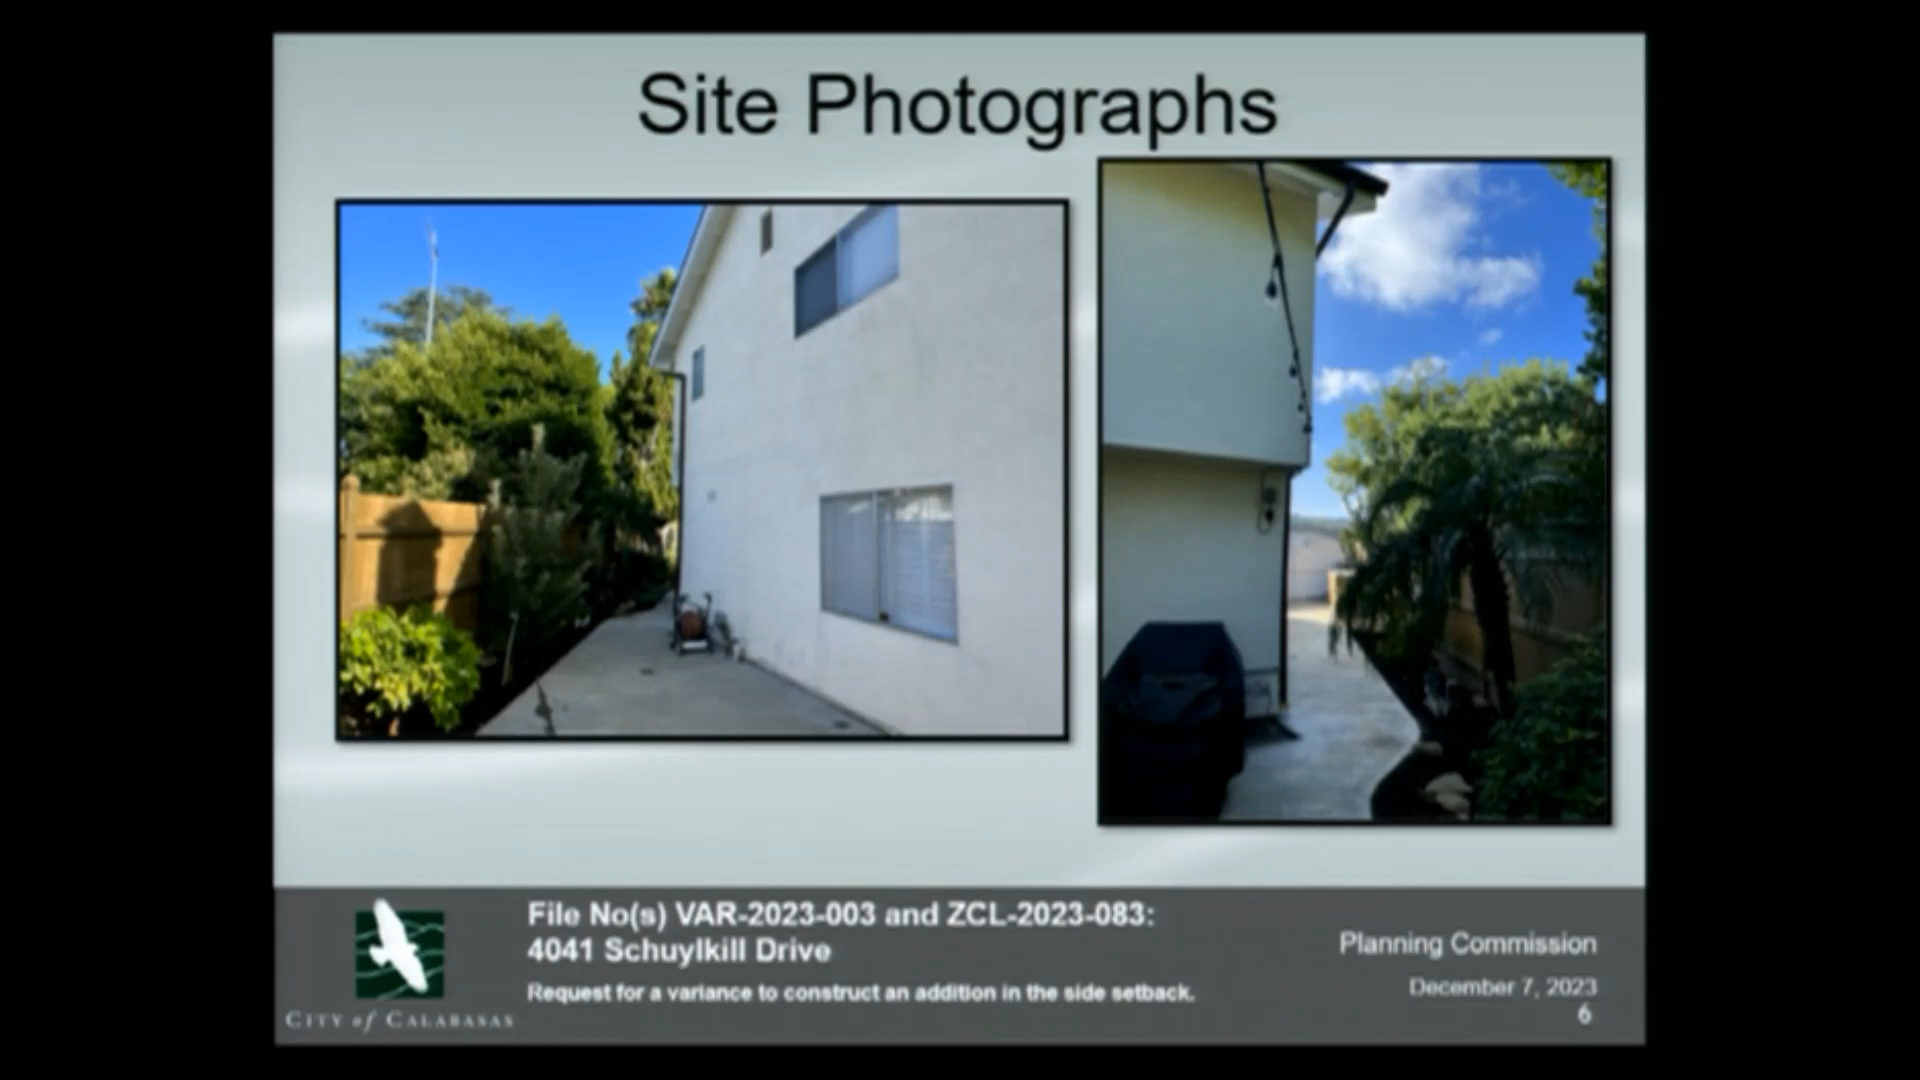 Site Photographs
File No(s) VAR-2023-003 and ZCL-2023-083:
4041 Schuylkill Drive
Request for a variance to construct an addition in the side setback.
CITY of CALABASAS
Planning Commission
December 7, 2023
6